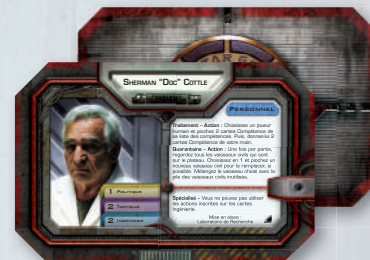 SHERMAN "DOC" COTTLE
PERSONNEL
Traitement - Action : Choisissez un joueur
humain et piochez 2 cartes Compétence de
sa liste des compétences. Puis, donnez-lui 2
cartes Compétence de votre main.
Quarantaine - Action : Une fois par partie,
regardez tous les vaisseaux civils qui sont
sur le plateau. Choisissez en 1 et piochez un
nouveau vaisseau civil pour le remplacer, si
possible. Mélangez le vaisseau choisi avec la
pile des vaisseaux civils inutilisés.
1 POLITIQUE
2 TACTIQUE
2 INGÉNIERIE
Spécialisé - Vous ne pouvez pas utiliser
les actions inscrites sur les cartes
Ingénierie.
Mise en place :
Laboratoire de Recherche